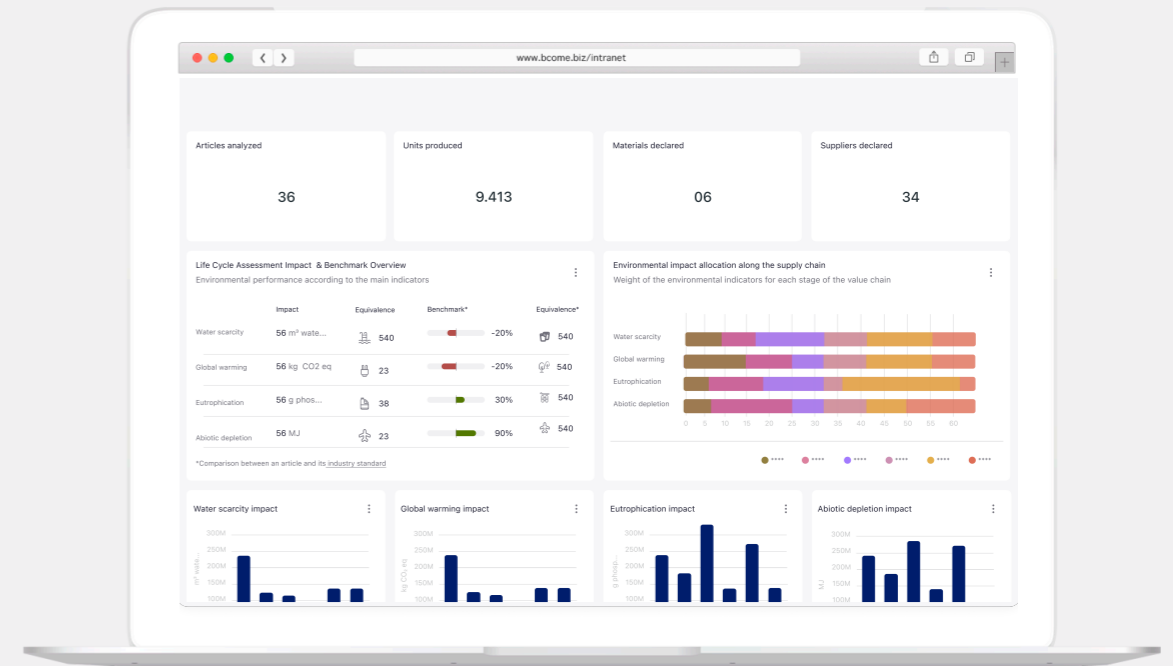 www.bcome.biz/intranet
Articles analyzed
36
Units produced
9.413
Materials declared
06
Suppliers declared
34
Life Cycle Assessment Impact & Benchmark Overview
Environmental performance according to the main indicators
Impact Equivalence Benchmark* Equivalence*
Water scarcity 56 m³ wate... 540 -20% 540
Global warming 56 kg CO2 eq 23 -20% 540
Eutrophication 56 g phos... 38 30% 540
Abiotic depletion 56 MJ 23 90% 540
*Comparison between an article and its industry standard
Environmental impact allocation along the supply chain
Weight of the environmental indicators for each stage of the value chain
Water scarcity
Global warming
Eutrophication
Abiotic depletion
0 5 10 15 20 25 30 35 40 45 50 55 60
**** **** **** **** **** ****
Water scarcity impact
300M
250M
200M
150M
100M
m³ wate...
Global warming impact
300M
250M
200M
150M
100M
kg CO₂ eq
Eutrophication impact
300M
250M
200M
150M
100M
g phosp...
Abiotic depletion impact
300M
250M
200M
150M
100M
MJ